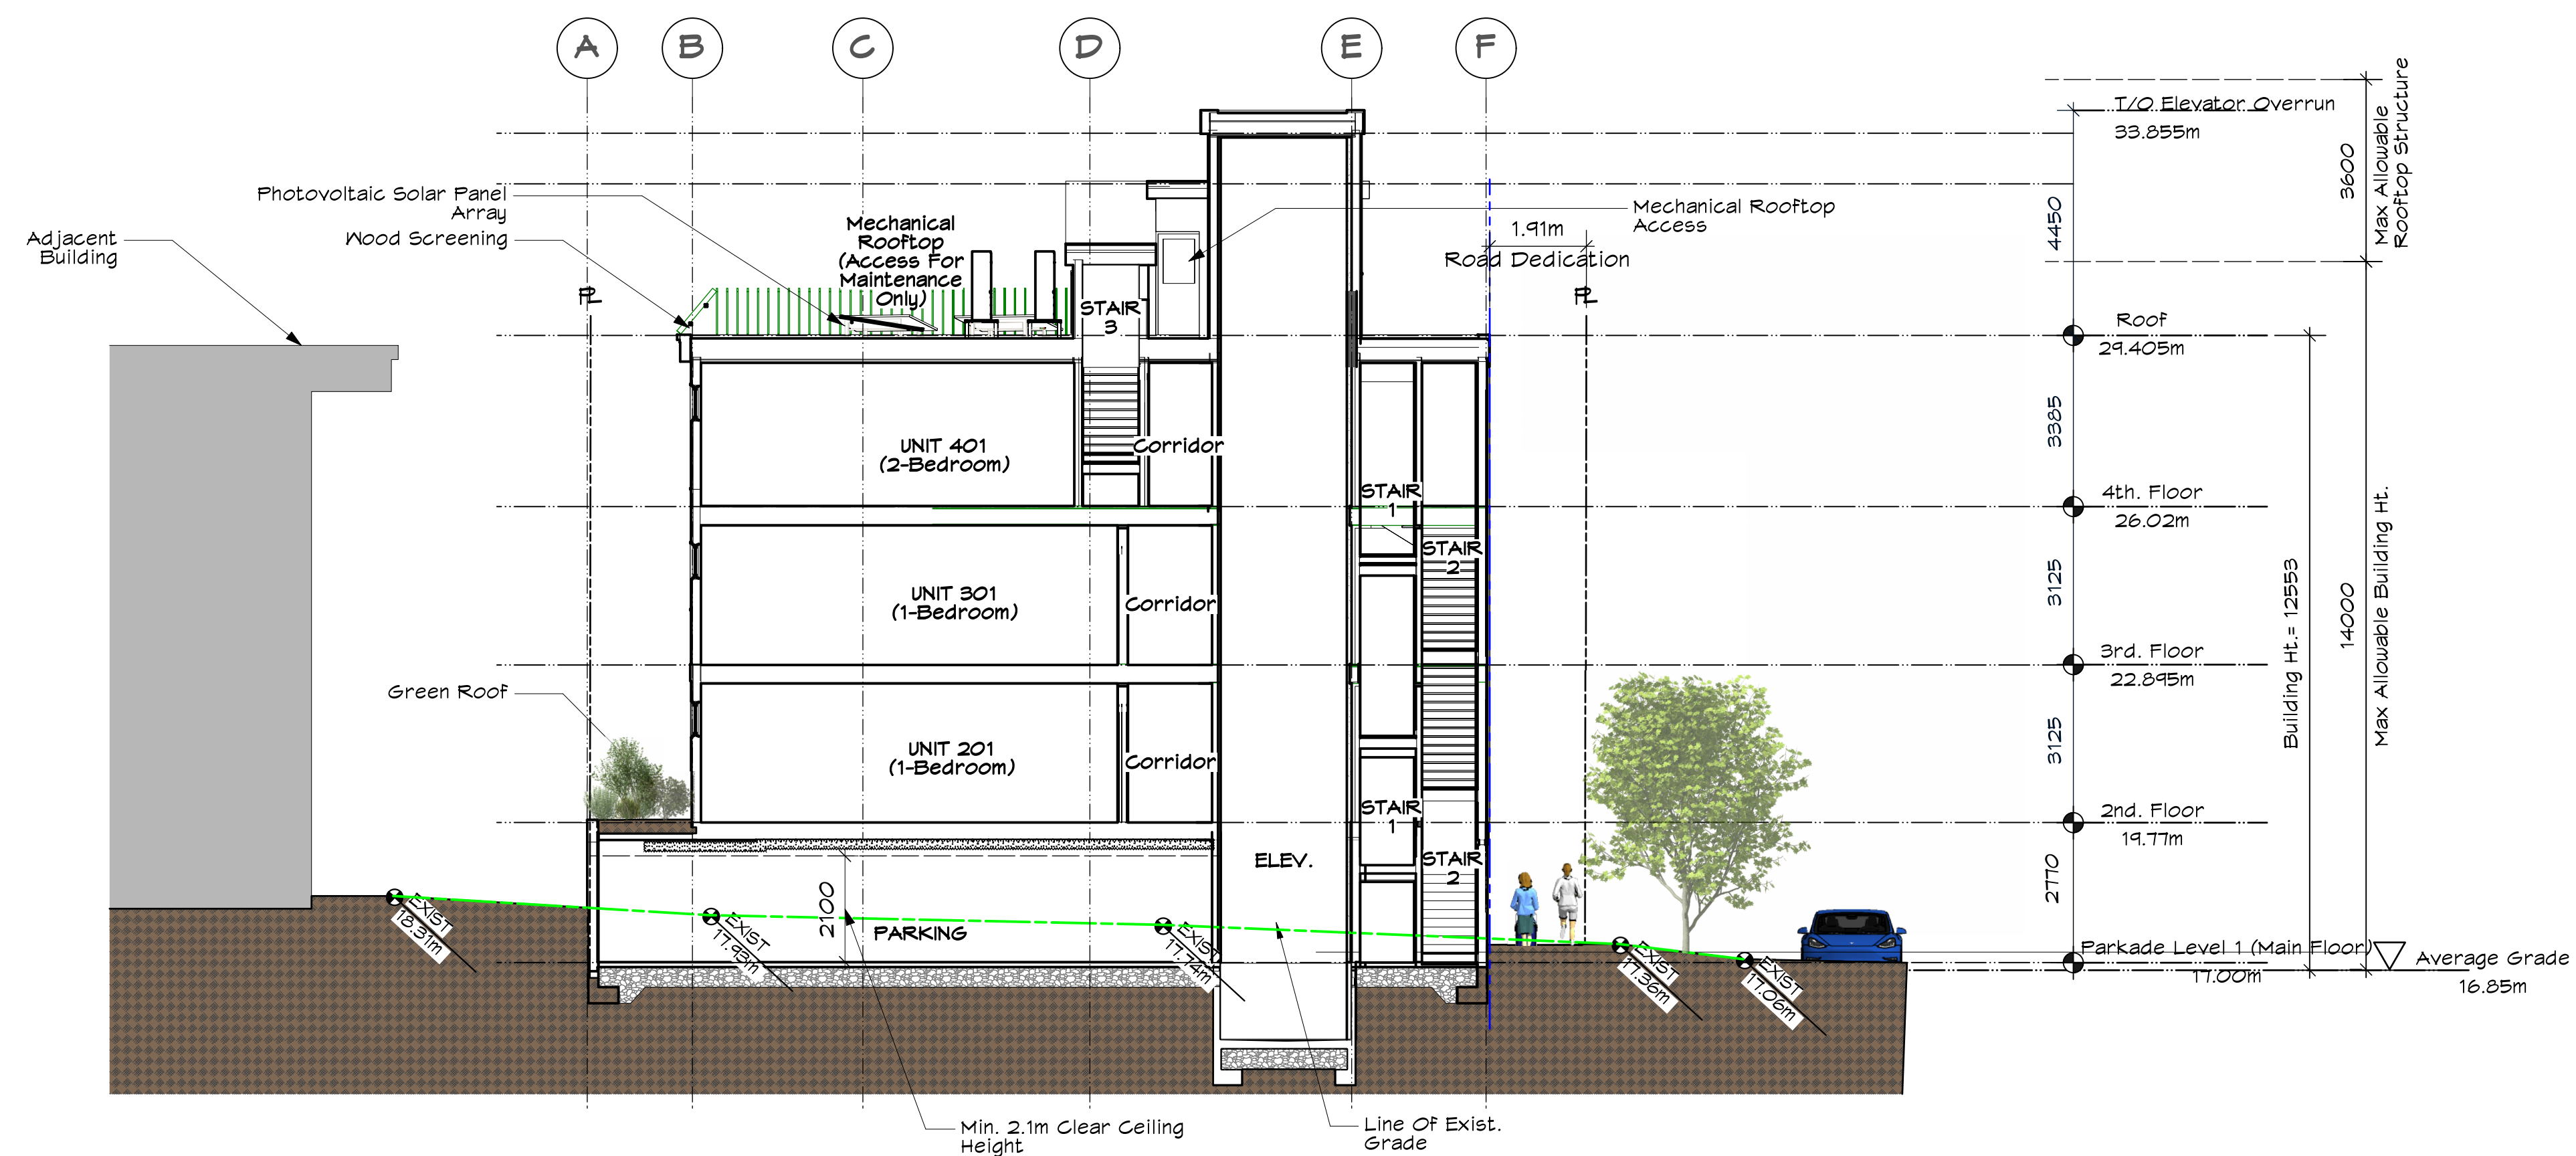 A
B
C
D
E
F
T/O Elevator Overrun
33.855m
3600
Max Allowable
Rooftop Structure
Photovoltaic Solar Panel
Array
Wood Screening
Adjacent
Building
Mechanical
Rooftop
(Access For
Maintenance
Only)
Mechanical Rooftop
Access
1.91m
Road Dedication
PL
PL
4450
STAIR
3
Roof
29.405m
3385
UNIT 401
(2-Bedroom)
Corridor
STAIR
1
4th. Floor
26.02m
STAIR
2
3125
UNIT 301
(1-Bedroom)
Corridor
Building Ht.= 12553
14000
Max Allowable Building Ht.
3rd. Floor
22.895m
Green Roof
3125
UNIT 201
(1-Bedroom)
Corridor
STAIR
1
2nd. Floor
19.77m
ELEV.
STAIR
2
2770
2100
PARKING
EXIST
18.31m
EXIST
17.93m
EXIST
17.74m
EXIST
17.36m
EXIST
17.06m
Parkade Level 1 (Main Floor)
17.00m
Average Grade
16.85m
Min. 2.1m Clear Ceiling
Height
Line Of Exist.
Grade